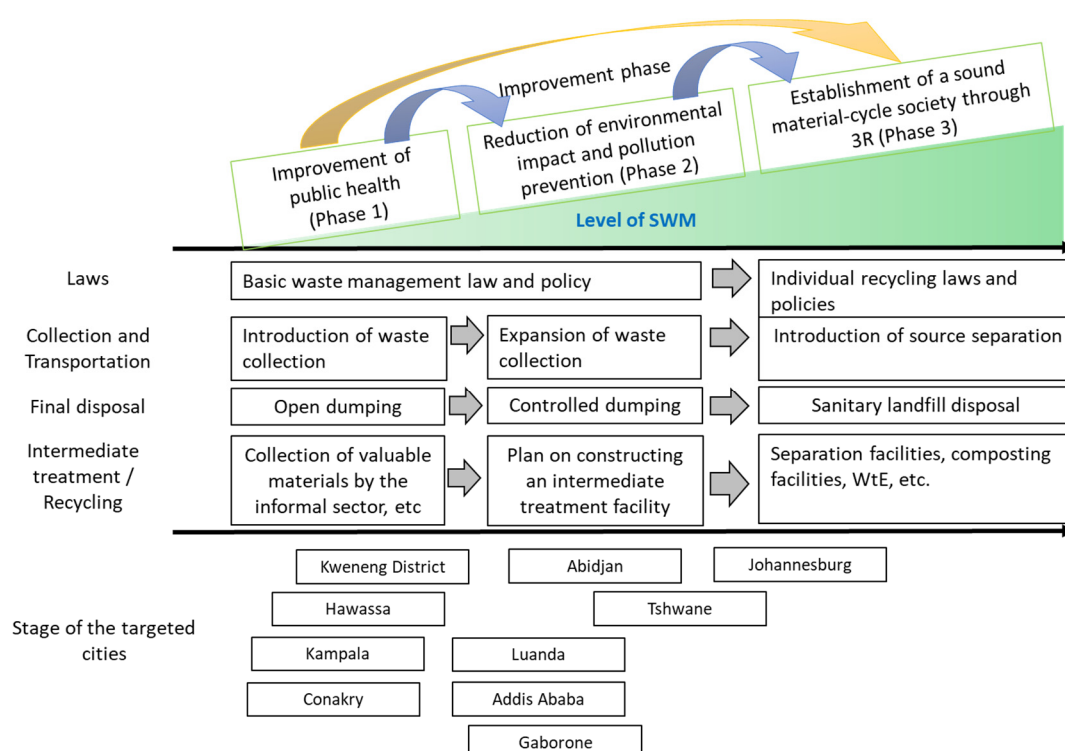 Improvement phase
Improvement of
public health
(Phase 1)
Reduction of environmental
impact and pollution
prevention (Phase 2)
Establishment of a sound
material-cycle society through
3R (Phase 3)
Level of SWM
Laws
Basic waste management law and policy
Individual recycling laws and
policies
Collection and
Transportation
Introduction of waste
collection
Expansion of waste
collection
Introduction of source separation
Final disposal
Open dumping
Controlled dumping
Sanitary landfill disposal
Intermediate
treatment /
Recycling
Collection of valuable
materials by the
informal sector, etc
Plan on constructing
an intermediate
treatment facility
Separation facilities, composting
facilities, WtE, etc.
Stage of the targeted
cities
Kweneng District
Abidjan
Johannesburg
Hawassa
Tshwane
Kampala
Luanda
Conakry
Addis Ababa
Gaborone